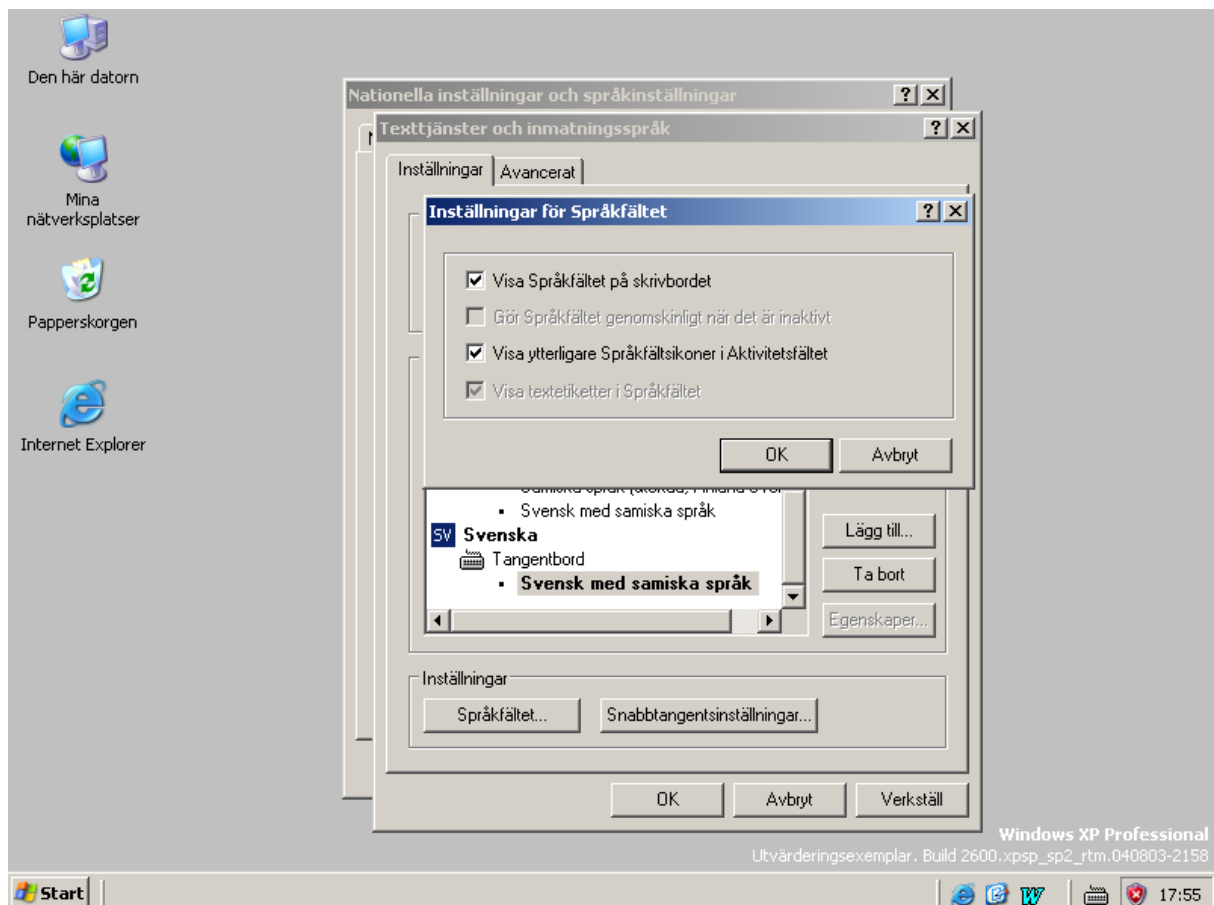 Den här datorn
Mina
nätverksplatser
Papperskorgen
Internet Explorer
Nationella inställningar och språkinställningar
Texttjänster och inmatningsspråk
Inställningar
Avancerat
Inställningar för Språkfältet
Visa Språkfältet på skrivbordet
Gör Språkfältet genomskinligt när det är inaktivt
Visa ytterligare Språkfältsikoner i Aktivitetsfältet
Visa textetiketter i Språkfältet
OK
Avbryt
Svensk med samiska språk
SV Svenska
Tangentbord
Svensk med samiska språk
Lägg till...
Ta bort
Egenskaper...
Inställningar
Språkfältet...
Snabbtangentsinställningar...
OK
Avbryt
Verkställ
Windows XP Professional
Utvärderingsexemplar. Build 2600.xpsp_sp2_rtm.040803-2158
Start
17:55